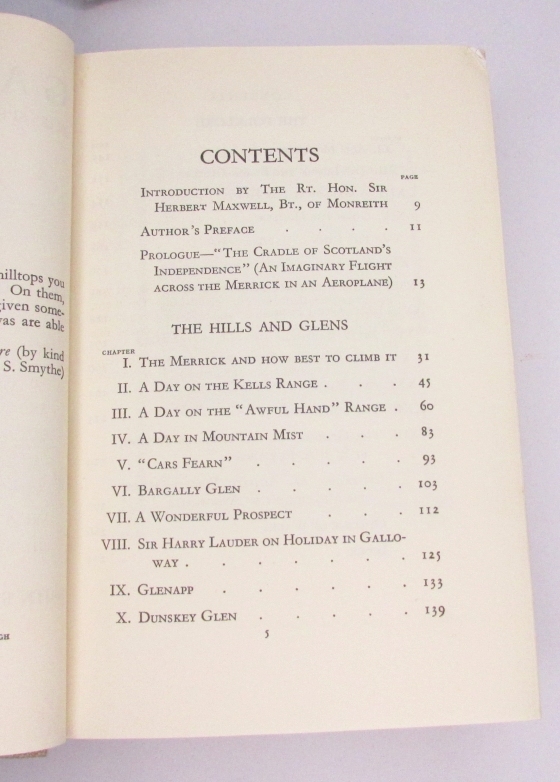 hilltops you
On them,
given some-
was are able
re (by kind
S. Smythe)
GH
CONTENTS
PAGE
Introduction by The Rt. Hon. Sir
Herbert Maxwell, Bt., of Monreith 9
Author's Preface . . . . 11
Prologue—"The Cradle of Scotland's
Independence" (An Imaginary Flight
across the Merrick in an Aeroplane) 13
THE HILLS AND GLENS
CHAPTER
I. The Merrick and how best to climb it 31
II. A Day on the Kells Range . . . 45
III. A Day on the "Awful Hand" Range . 60
IV. A Day in Mountain Mist . . . 83
V. "Cars Fearn" . . . . . 93
VI. Bargally Glen . . . . . 103
VII. A Wonderful Prospect . . . 112
VIII. Sir Harry Lauder on Holiday in Gallo-
way . . . . . . . 125
IX. Glenapp . . . . . . 133
X. Dunskey Glen . . . . . 139
5